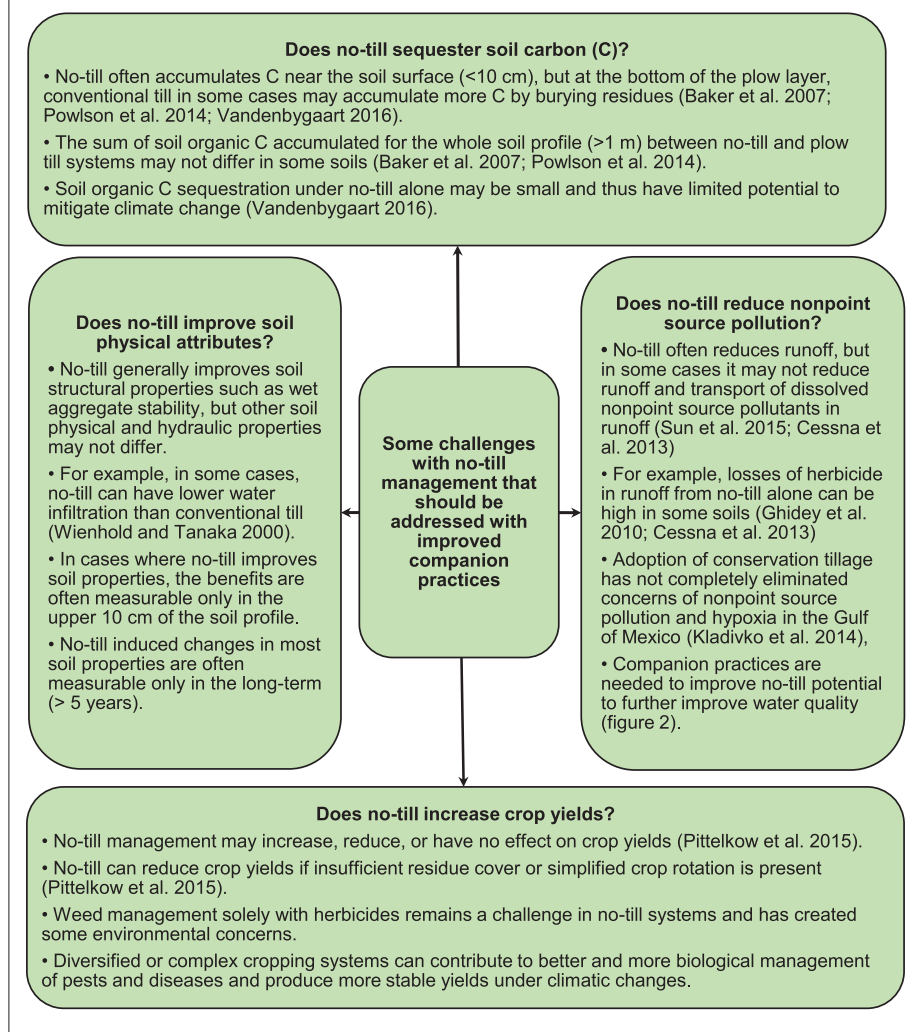 Does no-till sequester soil carbon (C)?
• No-till often accumulates C near the soil surface (<10 cm), but at the bottom of the plow layer,
conventional till in some cases may accumulate more C by burying residues (Baker et al. 2007;
Powlson et al. 2014; Vandenbygaart 2016).
• The sum of soil organic C accumulated for the whole soil profile (>1 m) between no-till and plow
till systems may not differ in some soils (Baker et al. 2007; Powlson et al. 2014).
• Soil organic C sequestration under no-till alone may be small and thus have limited potential to
mitigate climate change (Vandenbygaart 2016).
Does no-till improve soil
physical attributes?
• No-till generally improves soil
structural properties such as wet
aggregate stability, but other soil
physical and hydraulic properties
may not differ.
• For example, in some cases,
no-till can have lower water
infiltration than conventional till
(Wienhold and Tanaka 2000).
• In cases where no-till improves
soil properties, the benefits are
often measurable only in the
upper 10 cm of the soil profile.
• No-till induced changes in most
soil properties are often
measurable only in the long-term
(> 5 years).
Some challenges
with no-till
management that
should be
addressed with
improved
companion
practices
Does no-till reduce nonpoint
source pollution?
• No-till often reduces runoff, but
in some cases it may not reduce
runoff and transport of dissolved
nonpoint source pollutants in
runoff (Sun et al. 2015; Cessna et
al. 2013)
• For example, losses of herbicide
in runoff from no-till alone can be
high in some soils (Ghidey et al.
2010; Cessna et al. 2013)
• Adoption of conservation tillage
has not completely eliminated
concerns of nonpoint source
pollution and hypoxia in the Gulf
of Mexico (Kladivko et al. 2014),
• Companion practices are
needed to improve no-till potential
to further improve water quality
(figure 2).
Does no-till increase crop yields?
• No-till management may increase, reduce, or have no effect on crop yields (Pittelkow et al. 2015).
• No-till can reduce crop yields if insufficient residue cover or simplified crop rotation is present
(Pittelkow et al. 2015).
• Weed management solely with herbicides remains a challenge in no-till systems and has created
some environmental concerns.
• Diversified or complex cropping systems can contribute to better and more biological management
of pests and diseases and produce more stable yields under climatic changes.